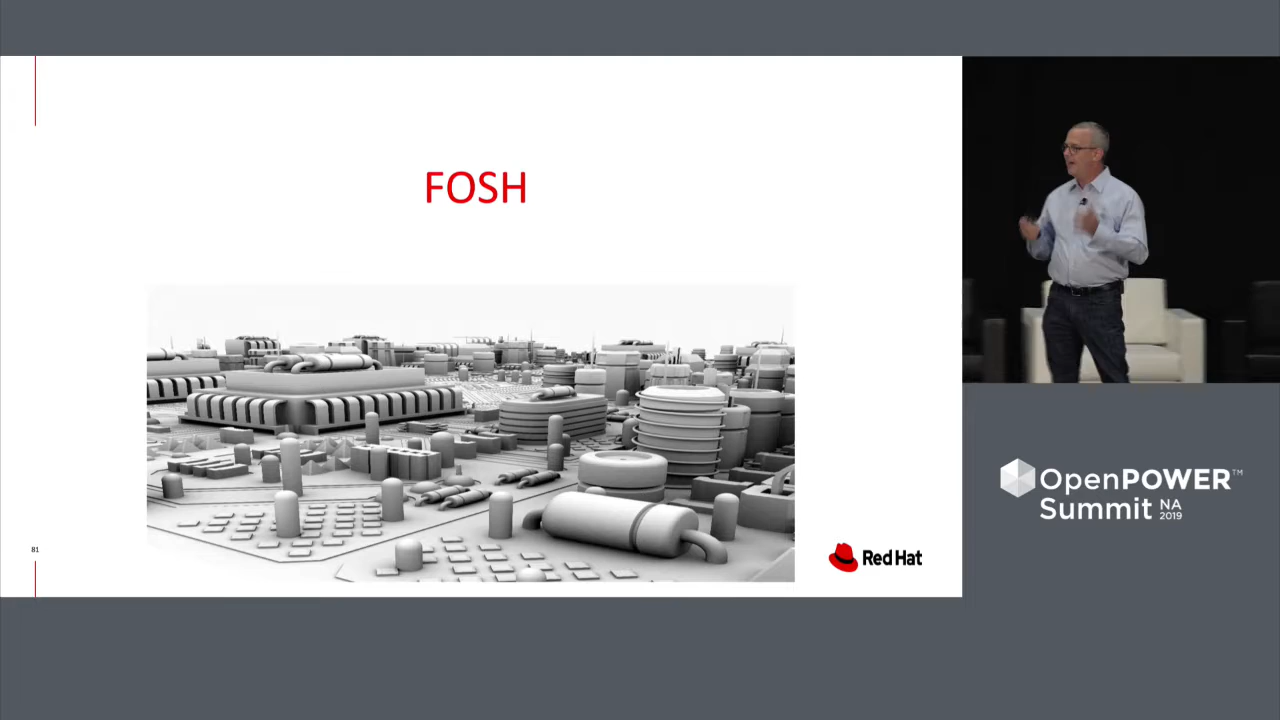 FOSH
81
Red Hat
OpenPOWER™
Summit NA 2019